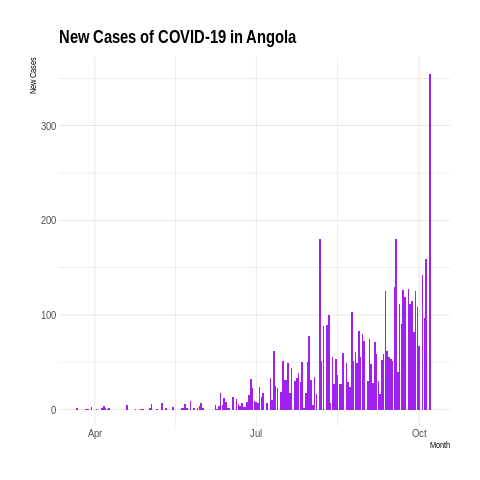 New Cases of COVID-19 in Angola
New Cases
300
200
100
0
Apr
Jul
Oct
Month